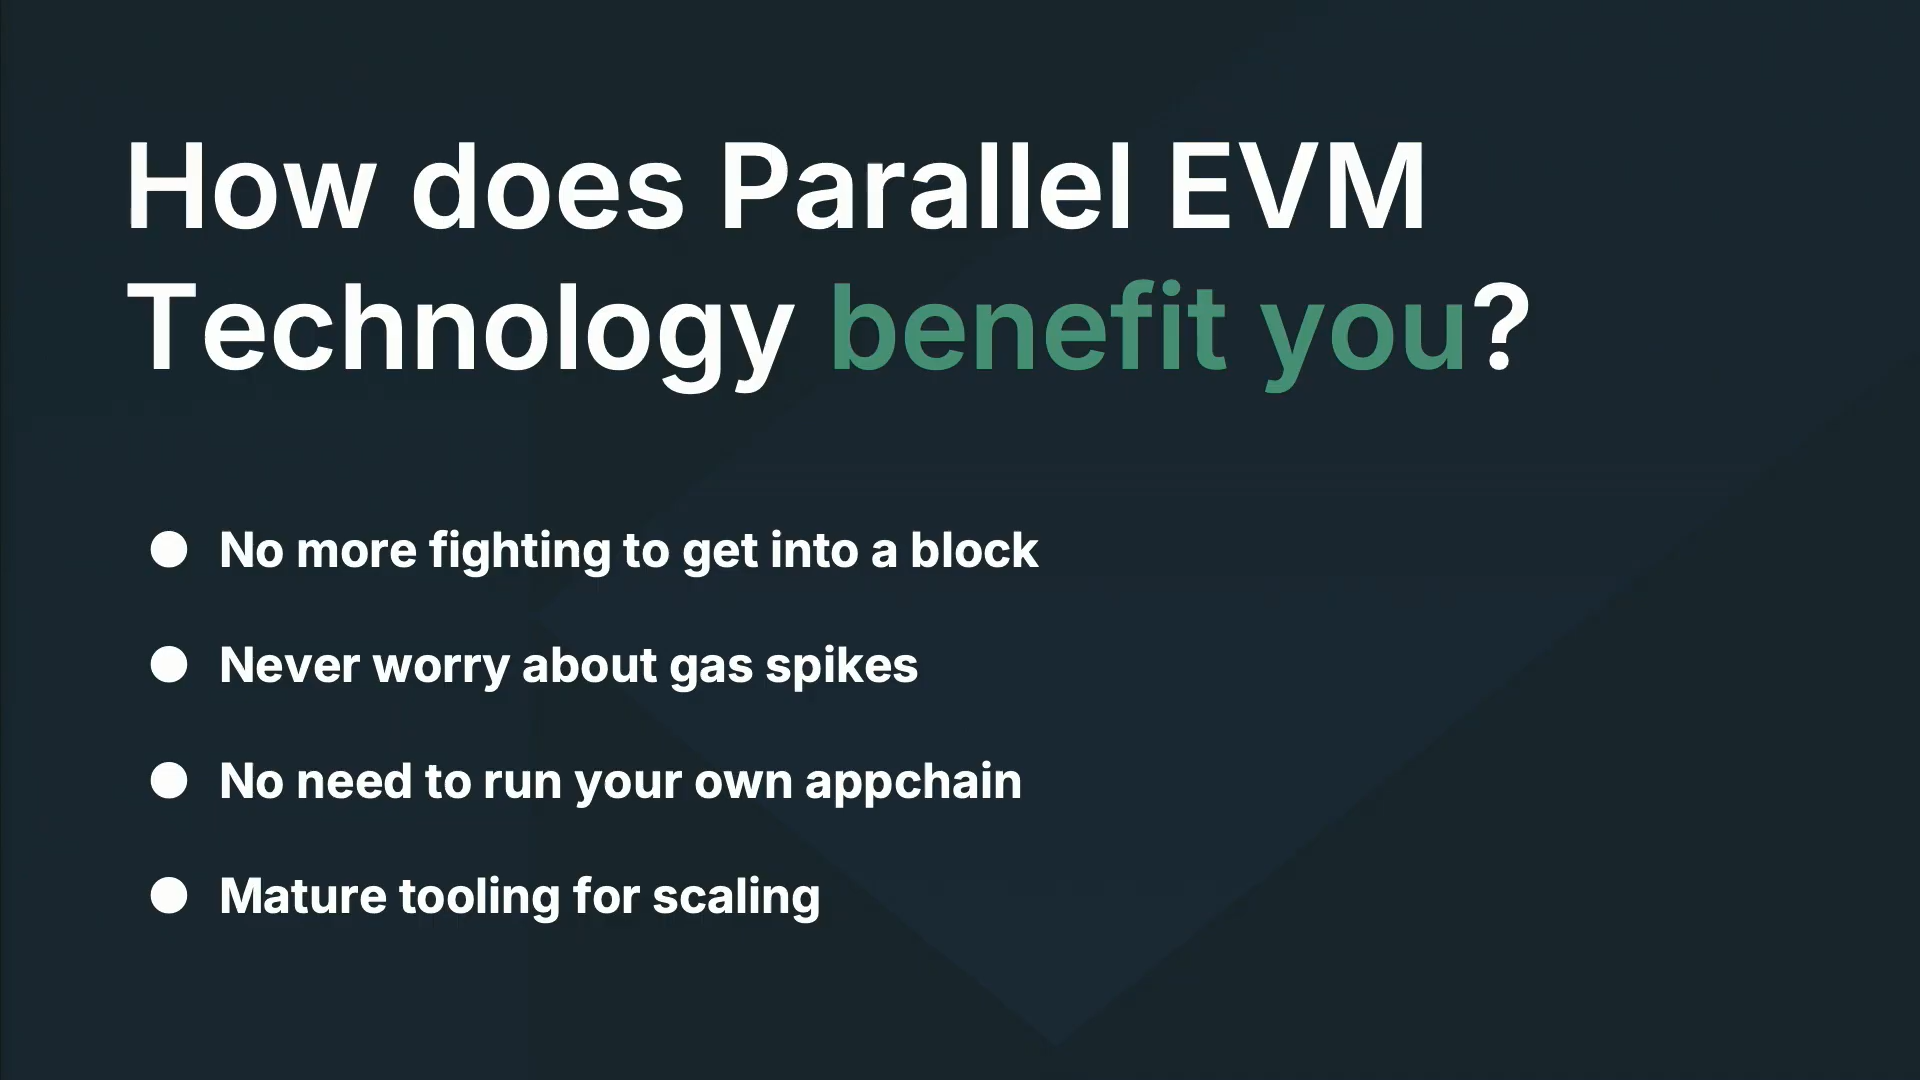 How does Parallel EVM
Technology benefit you?
No more fighting to get into a block
Never worry about gas spikes
No need to run your own appchain
Mature tooling for scaling